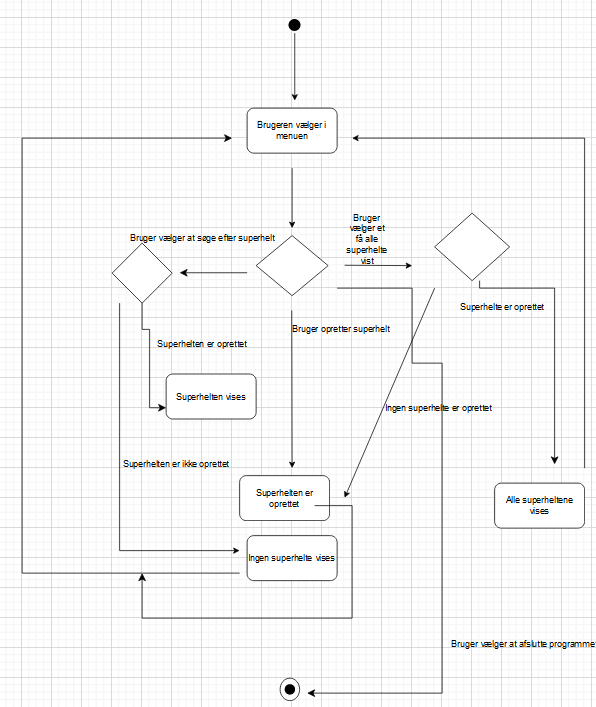 Brugeren vælger i
menuen
Bruger
vælger et
få alle
superhelte
vist
Bruger vælger at søge efter superhelt
Superhelte er oprettet
Bruger opretter superhelt
Superhelten er oprettet
Superhelten vises
Ingen superhelte er oprettet
Superhelten er ikke oprettet
Superhelten er
oprettet
Alle superheltene
vises
Ingen superhelte vises
Bruger vælger at afslutte programme